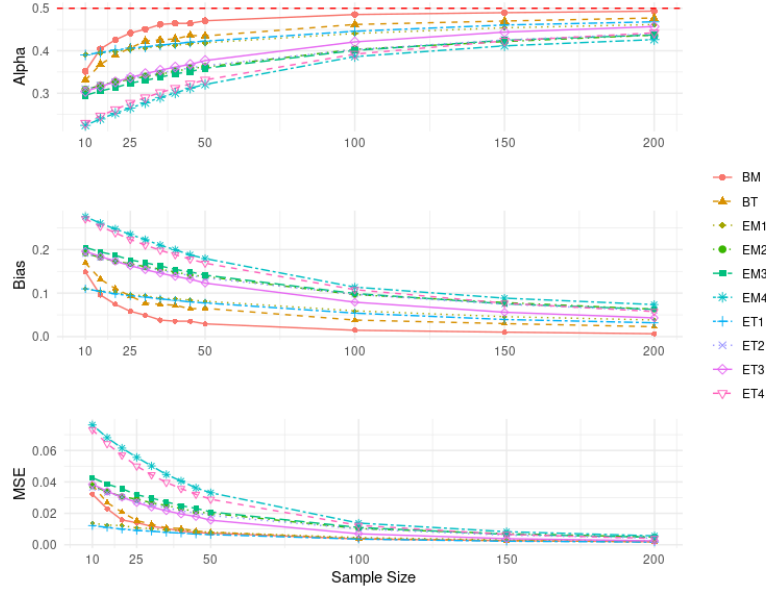 0.5
0.4
0.3
Alpha
10 25 50 100 150 200
0.2
0.1
0.0
Bias
10 25 50 100 150 200
0.06
0.04
0.02
0.00
MSE
10 25 50 100 150 200
Sample Size
BM
BT
EM1
EM2
EM3
EM4
ET1
ET2
ET3
ET4